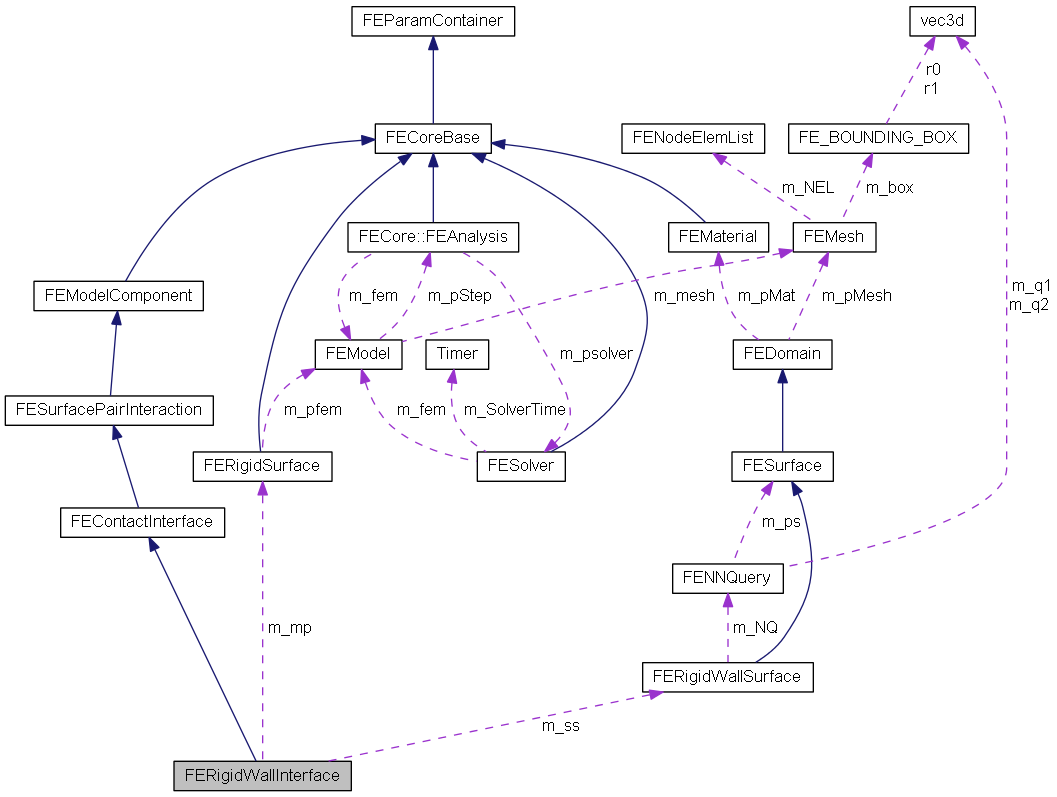 FEParamContainer
vec3d
r0
r1
FECoreBase
FENodeElemList
FE_BOUNDING_BOX
m_NEL
m_box
FECore::FEAnalysis
FEMaterial
FEMesh
FEModelComponent
m_fem
m_pStep
m_mesh
m_pMat
m_pMesh
m_q1
m_q2
FEModel
Timer
m_psolver
FEDomain
FESurfacePairInteraction
m_pfem
m_fem
m_SolverTime
FERigidSurface
FESolver
FESurface
FEContactInterface
m_ps
FENNQuery
m_mp
m_NQ
FERigidWallSurface
m_ss
FERigidWallInterface